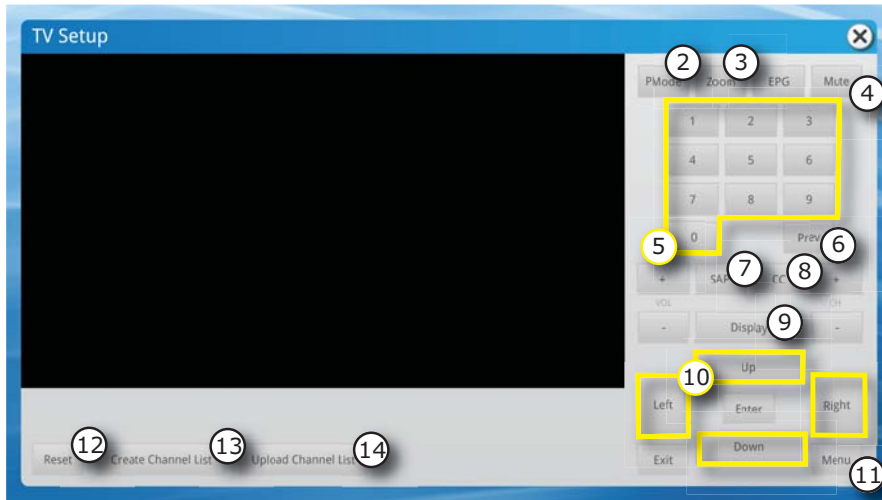 TV Setup
2 3
PMode Zoom EPG Mute
4
1 2 3
4 5 6
7 8 9
0 Prev
5 6
7 8
+ SAP CC +
VOL CH
- Display -
9
Up
10
Left Enter Right
Down
12 13 14
Reset Create Channel List Upload Channel List
Exit Menu
11